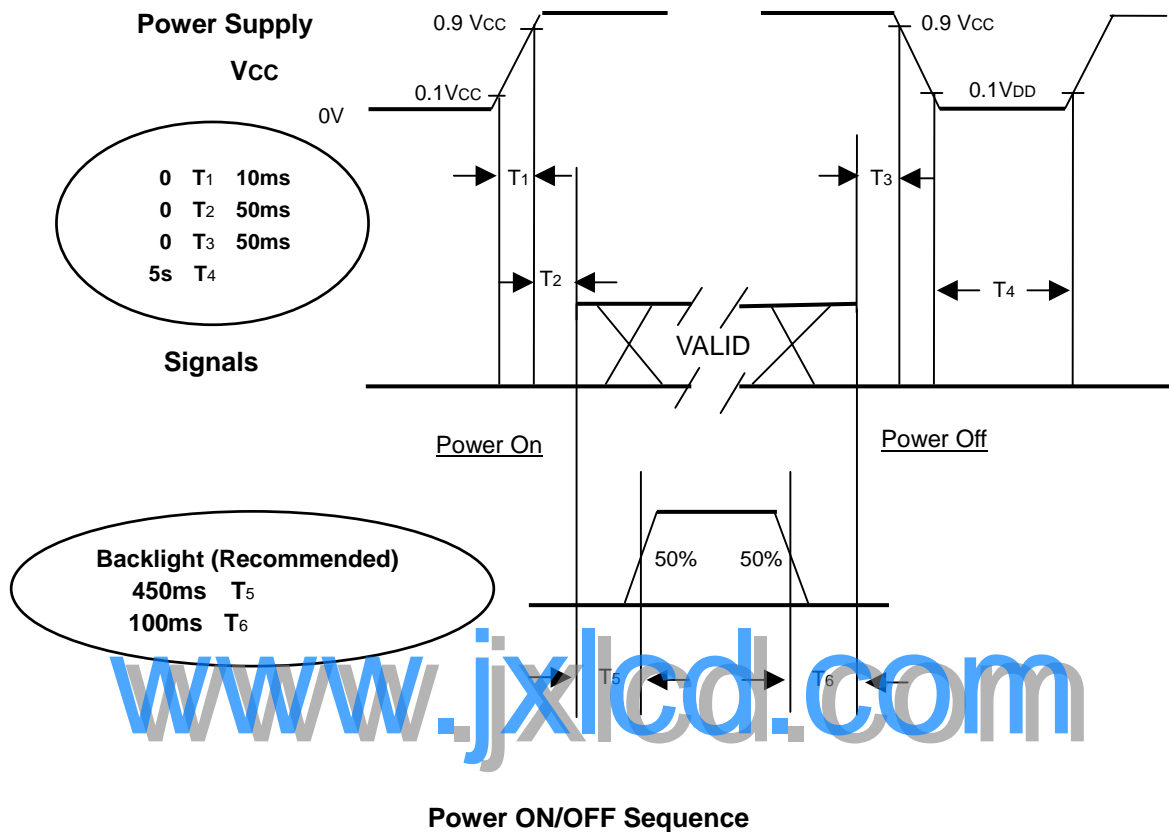 Power Supply
VCC
0.9 VCC
0.9 VCC
0.1VCC
0.1VDD
0V
0 T1 10ms
0 T2 50ms
0 T3 50ms
5s T4
T1
T3
T2
T4
VALID
Signals
Power On
Power Off
50%
50%
Backlight (Recommended)
450ms T5
100ms T6
T5
T6
www.jxlcd.com
Power ON/OFF Sequence